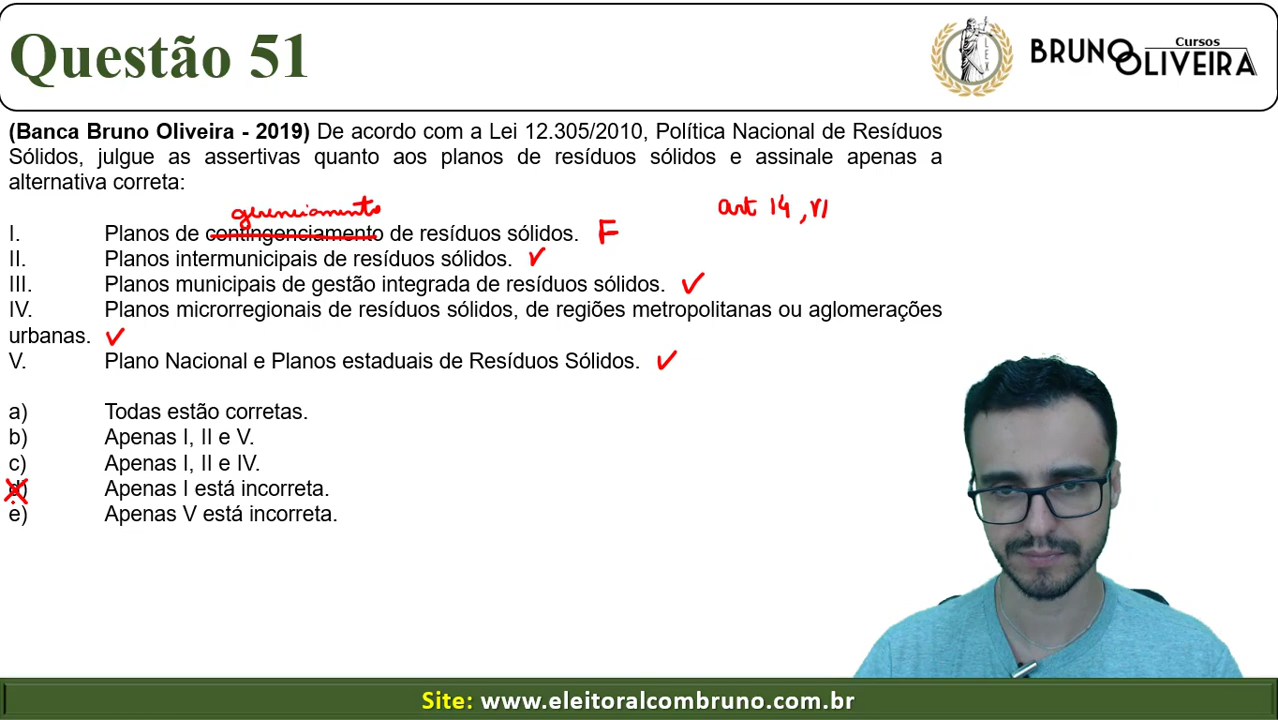 Questão 51
Cursos
BRUNO
OLIVEIRA
LEX
(Banca Bruno Oliveira - 2019) De acordo com a Lei 12.305/2010, Política Nacional de Resíduos
Sólidos, julgue as assertivas quanto aos planos de resíduos sólidos e assinale apenas a
alternativa correta:
gerenciamento
art 14, VI
I. Planos de contingenciamento de resíduos sólidos. F
II. Planos intermunicipais de resíduos sólidos.
III. Planos municipais de gestão integrada de resíduos sólidos.
IV. Planos microrregionais de resíduos sólidos, de regiões metropolitanas ou aglomerações
urbanas.
V. Plano Nacional e Planos estaduais de Resíduos Sólidos.
a) Todas estão corretas.
b) Apenas I, II e V.
c) Apenas I, II e IV.
d) Apenas I está incorreta.
e) Apenas V está incorreta.
Site: www.eleitoralcombruno.com.br